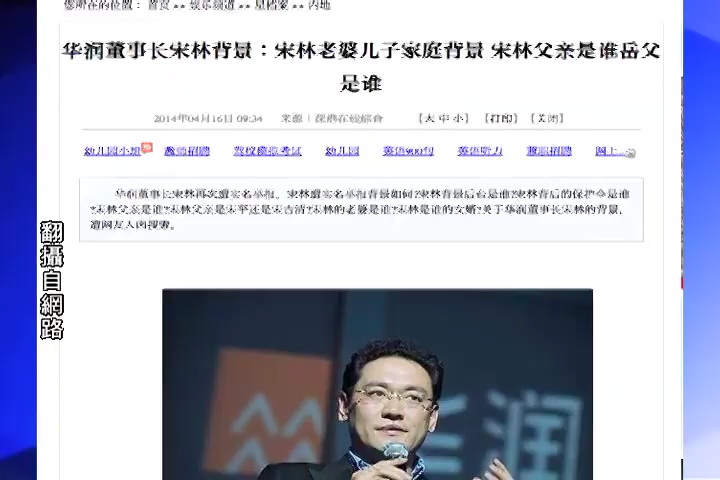 您所在的位置：首页 >> 娱乐频道 >> 星档案 >> 内地
华润董事长宋林背景：宋林老婆儿子家庭背景 宋林父亲是谁岳父
是谁
2014年04月16日 09:34 来源：深港在线综合 【大 中 小】 【打印】 【关闭】
幼儿园小班 教师招聘 驾校模拟考试 幼儿园 英语900句 英语听力 兼职招聘 网上...
华润董事长宋林再次遭实名举报。宋林遭实名举报背景如何?宋林背景后台是谁?宋林背后的保护伞是谁
?宋林父亲是谁?宋林父亲是宋平还是宋吉清?宋林的老婆是谁?宋林是谁的女婿?关于华润董事长宋林的背景，
遭网友人肉搜索。
翻攝自網路
华润